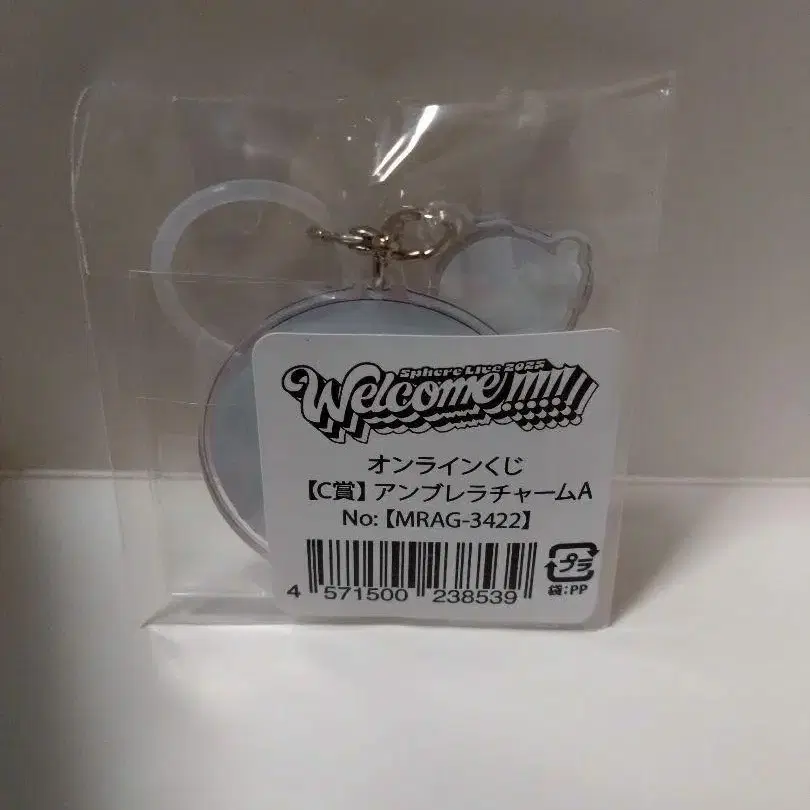 Sphere Live 2025
Welcome!!!!!!
オンラインくじ
【C賞】アンブレラチャームA
No:【MRAG-3422】
4 571500 238539
プラ
袋:PP